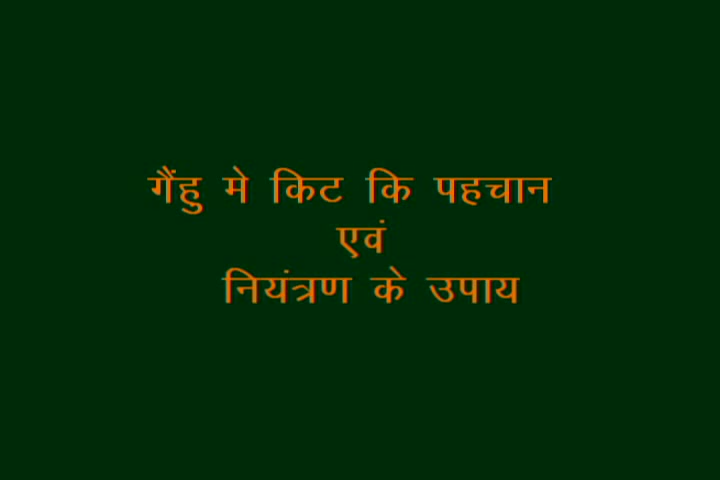 गैंहु मे किट कि पहचान
एवं
नियंत्रण के उपाय